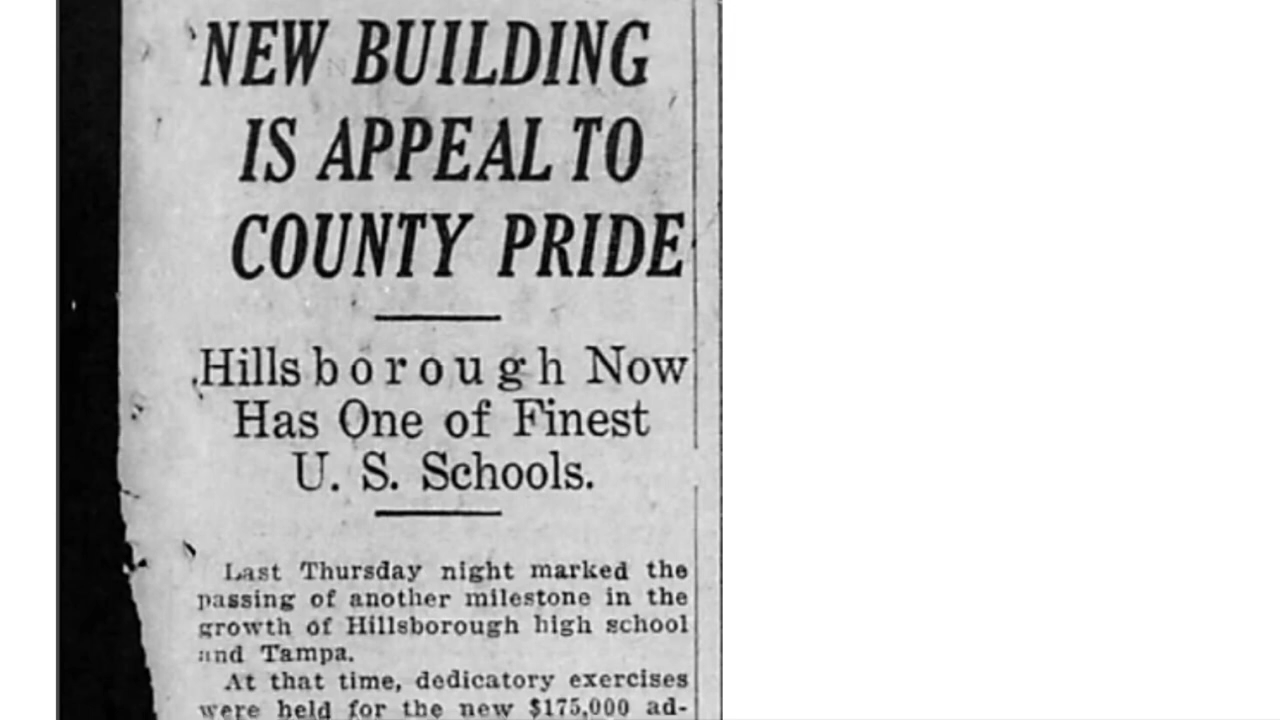 NEW BUILDING
IS APPEAL TO
COUNTY PRIDE
Hillsborough Now
Has One of Finest
U. S. Schools.
Last Thursday night marked the
passing of another milestone in the
growth of Hillsborough high school
and Tampa.
At that time, dedicatory exercises
were held for the new $175,000 ad-